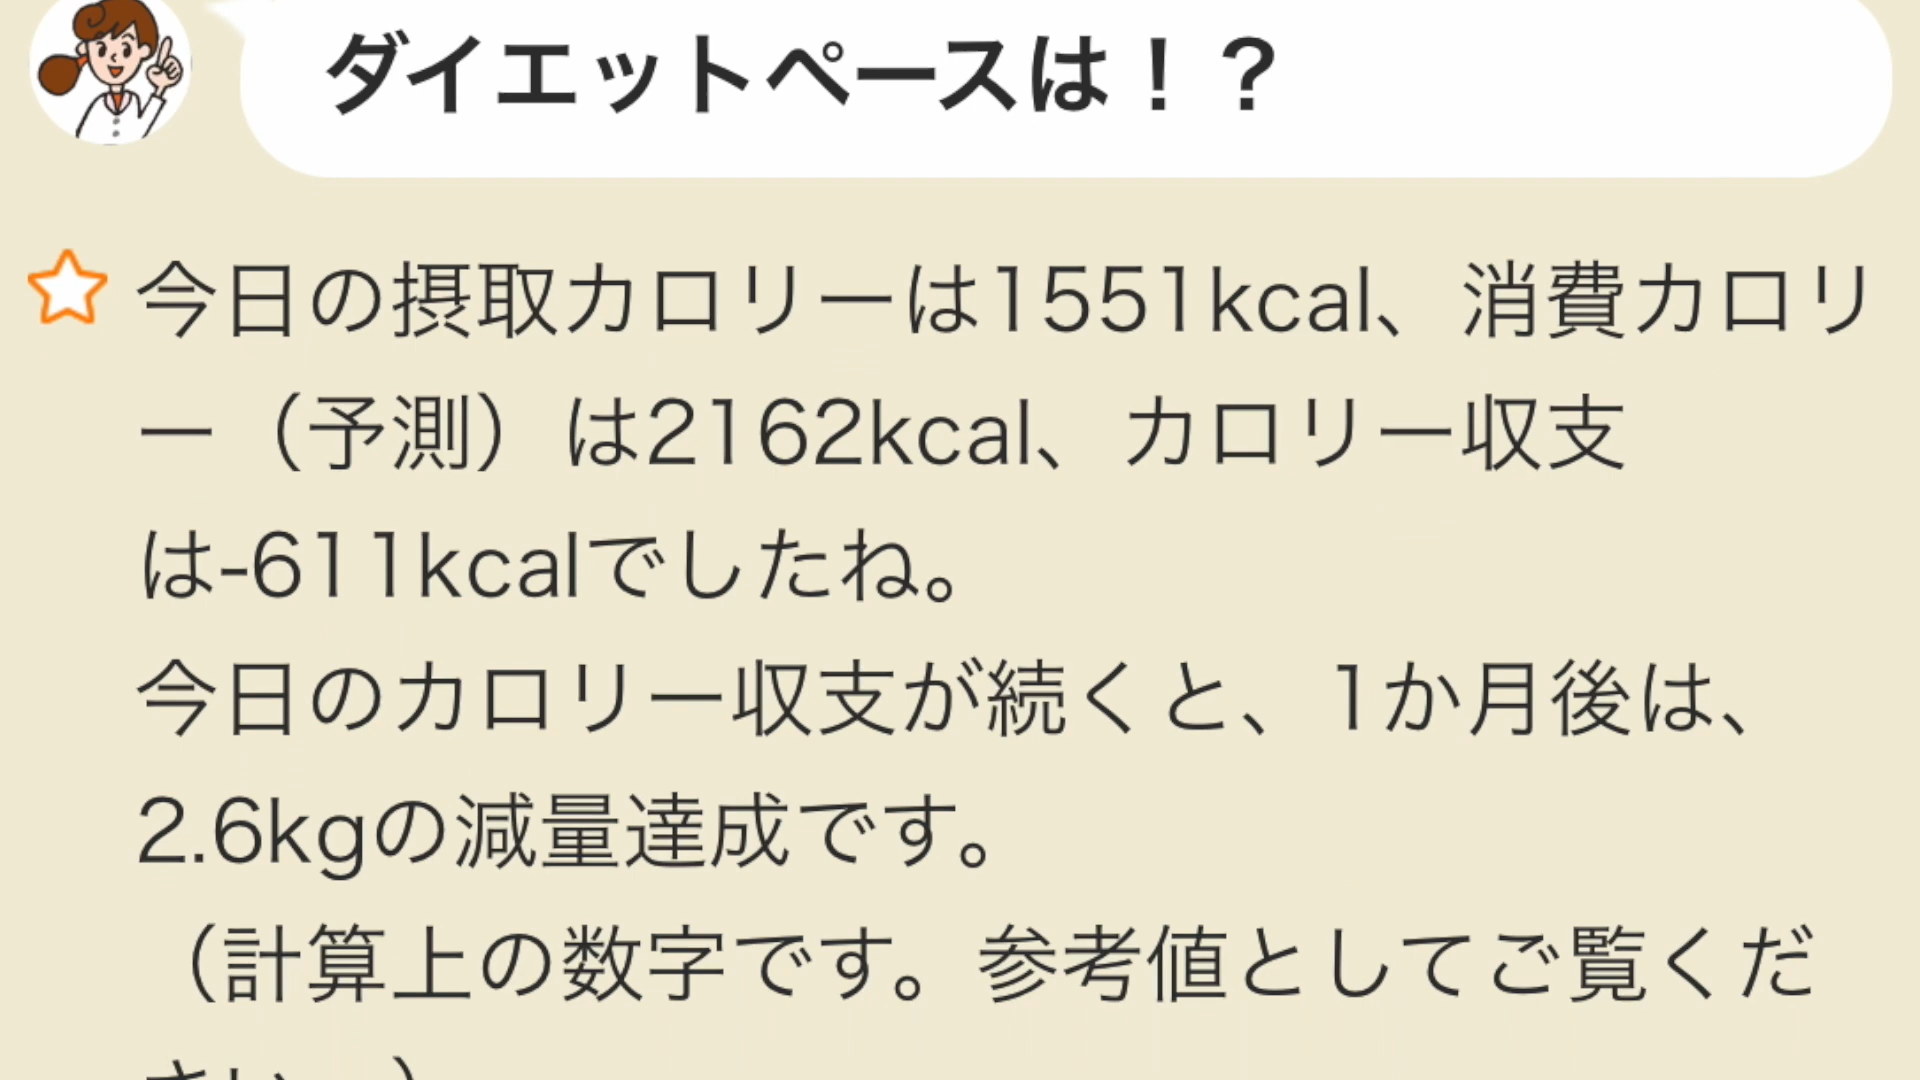 ダイエットペースは！？
今日の摂取カロリーは1551kcal、消費カロリ
ー（予測）は2162kcal、カロリー収支
は-611kcalでしたね。
今日のカロリー収支が続くと、1か月後は、
2.6kgの減量達成です。
（計算上の数字です。参考値としてご覧くだ